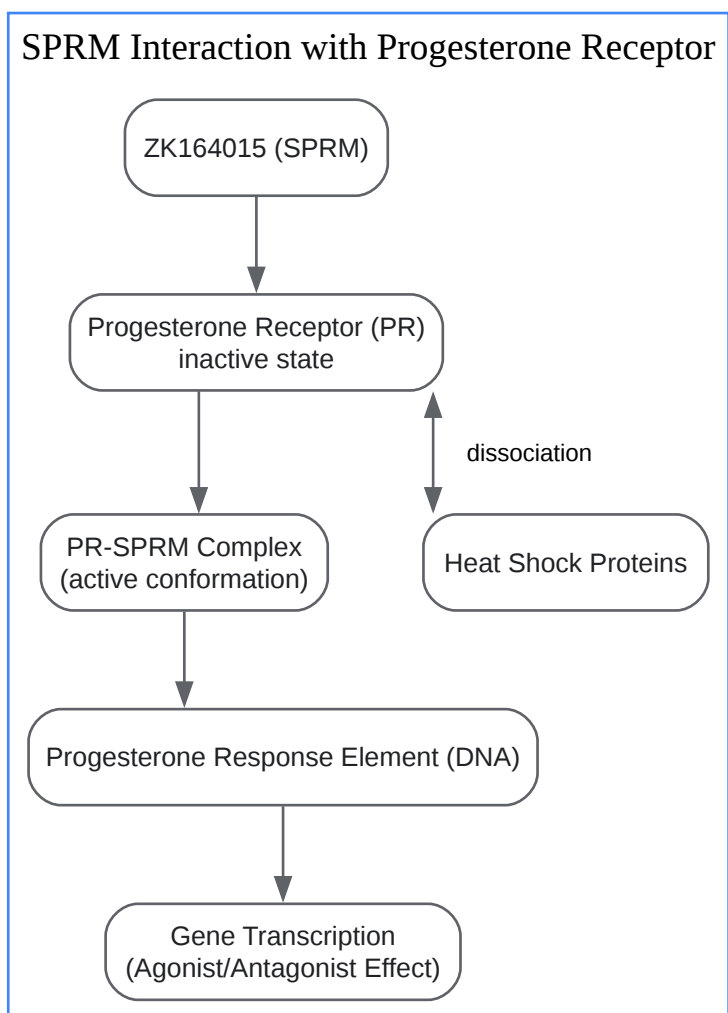 SPRM Interaction with Progesterone Receptor
ZK164015 (SPRM)
Progesterone Receptor (PR)
inactive state
dissociation
PR-SPRM Complex
(active conformation)
Heat Shock Proteins
Progesterone Response Element (DNA)
Gene Transcription
(Agonist/Antagonist Effect)